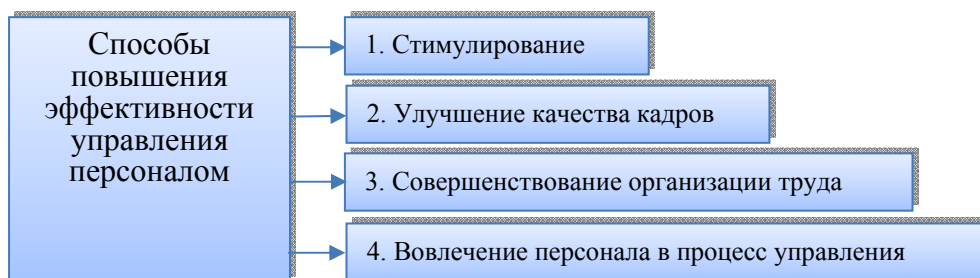 Способы
повышения
эффективности
управления
персоналом
1. Стимулирование
2. Улучшение качества кадров
3. Совершенствование организации труда
4. Вовлечение персонала в процесс управления